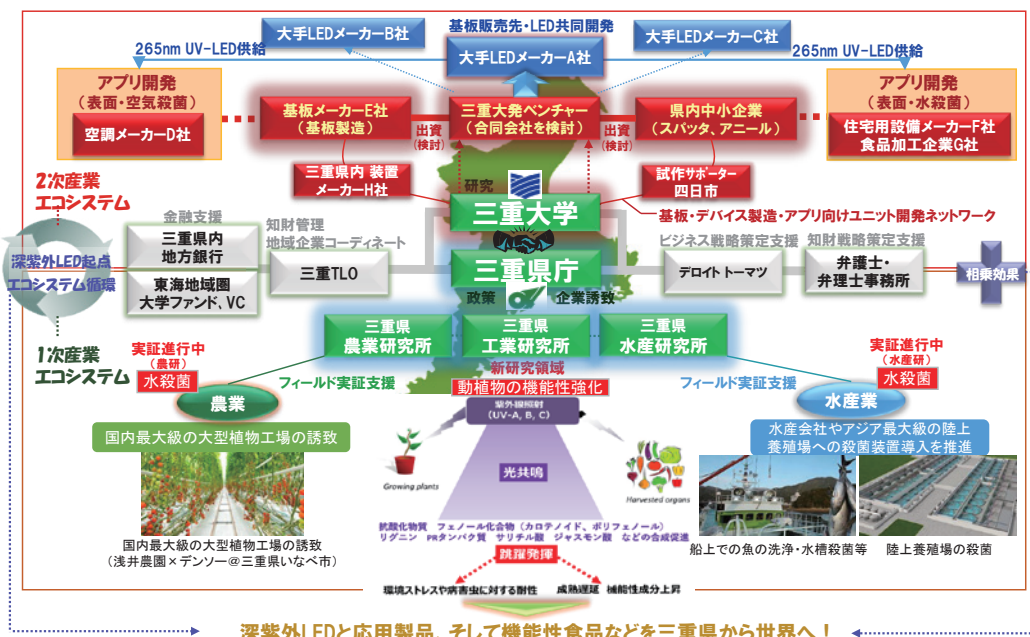 基板販売先・LED共同開発
大手LEDメーカーB社
大手LEDメーカーA社
大手LEDメーカーC社
265nm UV-LED供給
265nm UV-LED供給
アプリ開発
（表面・空気殺菌）
空調メーカーD社
基板メーカーE社
（基板製造）
出資
（検討）
三重大発ベンチャー
（合同会社を検討）
出資
（検討）
県内中小企業
（スパッタ、アニール）
アプリ開発
（表面・水殺菌）
住宅用設備メーカーF社
食品加工企業G社
三重県内 装置
メーカーH社
研究
試作サポーター
四日市
三重大学
基板・デバイス製造・アプリ向けユニット開発ネットワーク
2次産業
エコシステム
深紫外LED起点
エコシステム循環
1次産業
エコシステム
金融支援
三重県内
地方銀行
東海地域圏
大学ファンド、VC
知財管理
地域企業コーディネート
三重TLO
三重県庁
政策
企業誘致
ビジネス戦略策定支援
デロイト トーマツ
知財戦略策定支援
弁護士・
弁理士事務所
相乗効果
三重県
農業研究所
三重県
工業研究所
三重県
水産研究所
実証進行中
（農研）
水殺菌
農業
フィールド実証支援
新研究領域
動植物の機能性強化
フィールド実証支援
実証進行中
（水産研）
水殺菌
水産業
国内最大級の大型植物工場の誘致
国内最大級の大型植物工場の誘致
（浅井農園×デンソー＠三重県いなべ市）
紫外線照射
(UV-A, B, C)
光共鳴
Growing plants
Harvested organs
抗酸化物質 フェノール化合物（カロテノイド、ポリフェノール）
リグニン PRタンパク質 サリチル酸 ジャスモン酸 などの合成促進
跳躍発揮
環境ストレスや病害虫に対する耐性 成熟遅延 機能性成分上昇
水産会社やアジア最大級の陸上
養殖場への殺菌装置導入を推進
船上での魚の洗浄・水槽殺菌等
陸上養殖場の殺菌
深紫外LEDと応用製品、そして機能性食品などを三重県から世界へ！